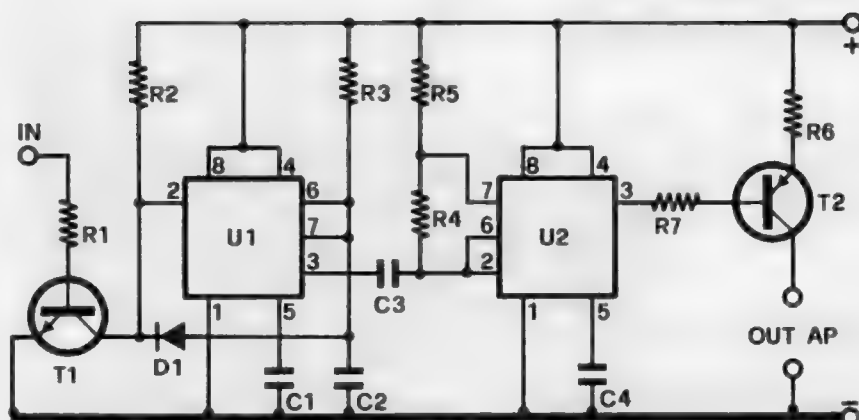 +
R2
R3
R5
R6
IN
8
4
8
4
2
6
7
3
T2
R1
U1
7
R4
6
U2
R7
3
2
C3
1
5
1
5
OUT AP
T1
D1
C1
C2
C4
–